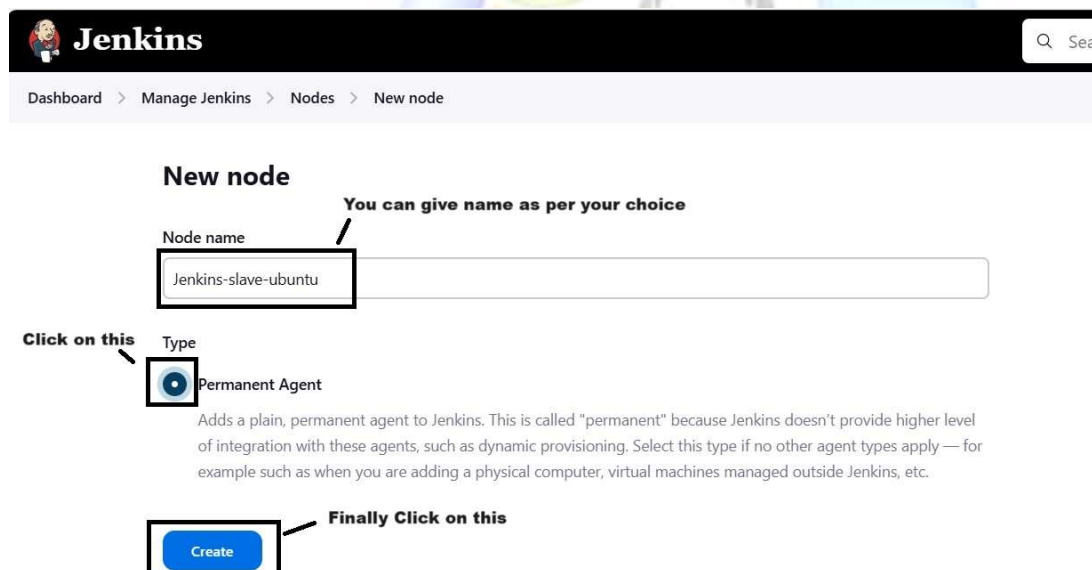 Jenkins
Sea
Dashboard > Manage Jenkins > Nodes > New node
New node
You can give name as per your choice
Node name
Jenkins-slave-ubuntu
Click on this
Type
Permanent Agent
Adds a plain, permanent agent to Jenkins. This is called "permanent" because Jenkins doesn't provide higher level
of integration with these agents, such as dynamic provisioning. Select this type if no other agent types apply — for
example such as when you are adding a physical computer, virtual machines managed outside Jenkins, etc.
Finally Click on this
Create